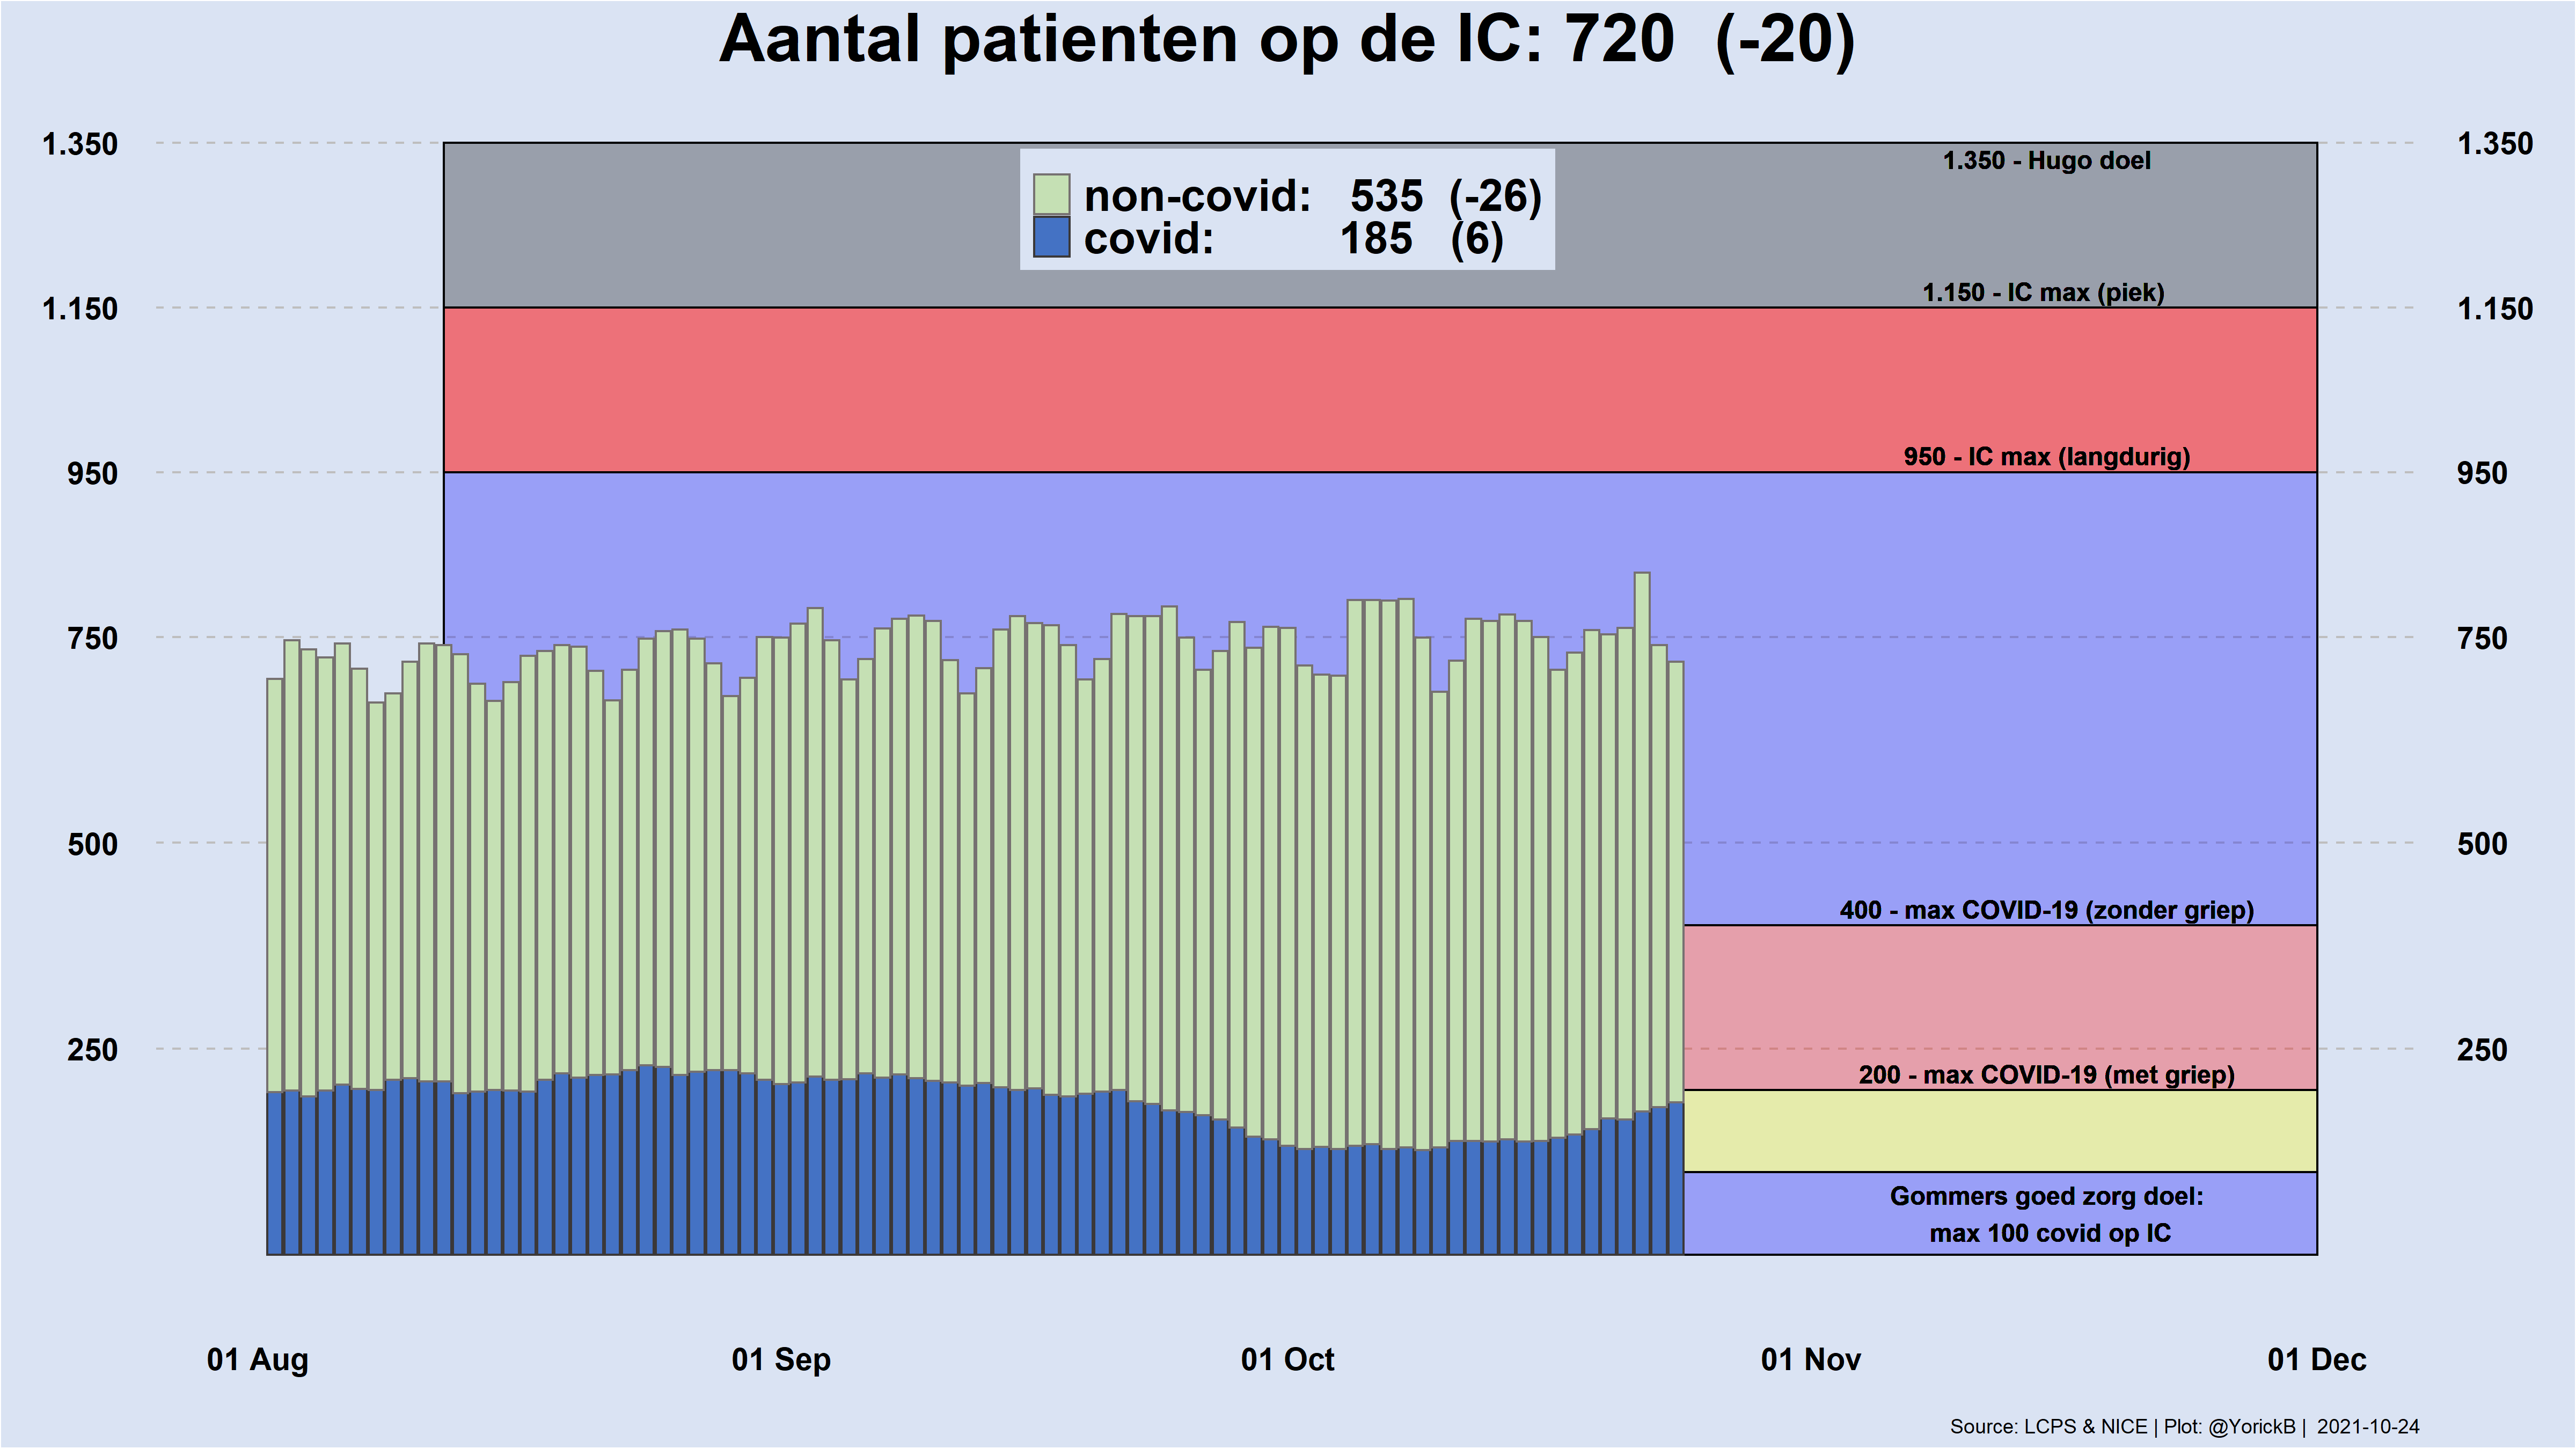 Aantal patienten op de IC: 720 (-20)
1.350
1.350
1.350 - Hugo doel
non-covid: 535 (-26)
covid: 185 (6)
1.150 - IC max (piek)
1.150
1.150
950 - IC max (langdurig)
950
950
750
750
500
500
400 - max COVID-19 (zonder griep)
250
250
200 - max COVID-19 (met griep)
Gommers goed zorg doel:
max 100 covid op IC
01 Aug
01 Sep
01 Oct
01 Nov
01 Dec
Source: LCPS & NICE | Plot: @YorickB | 2021-10-24